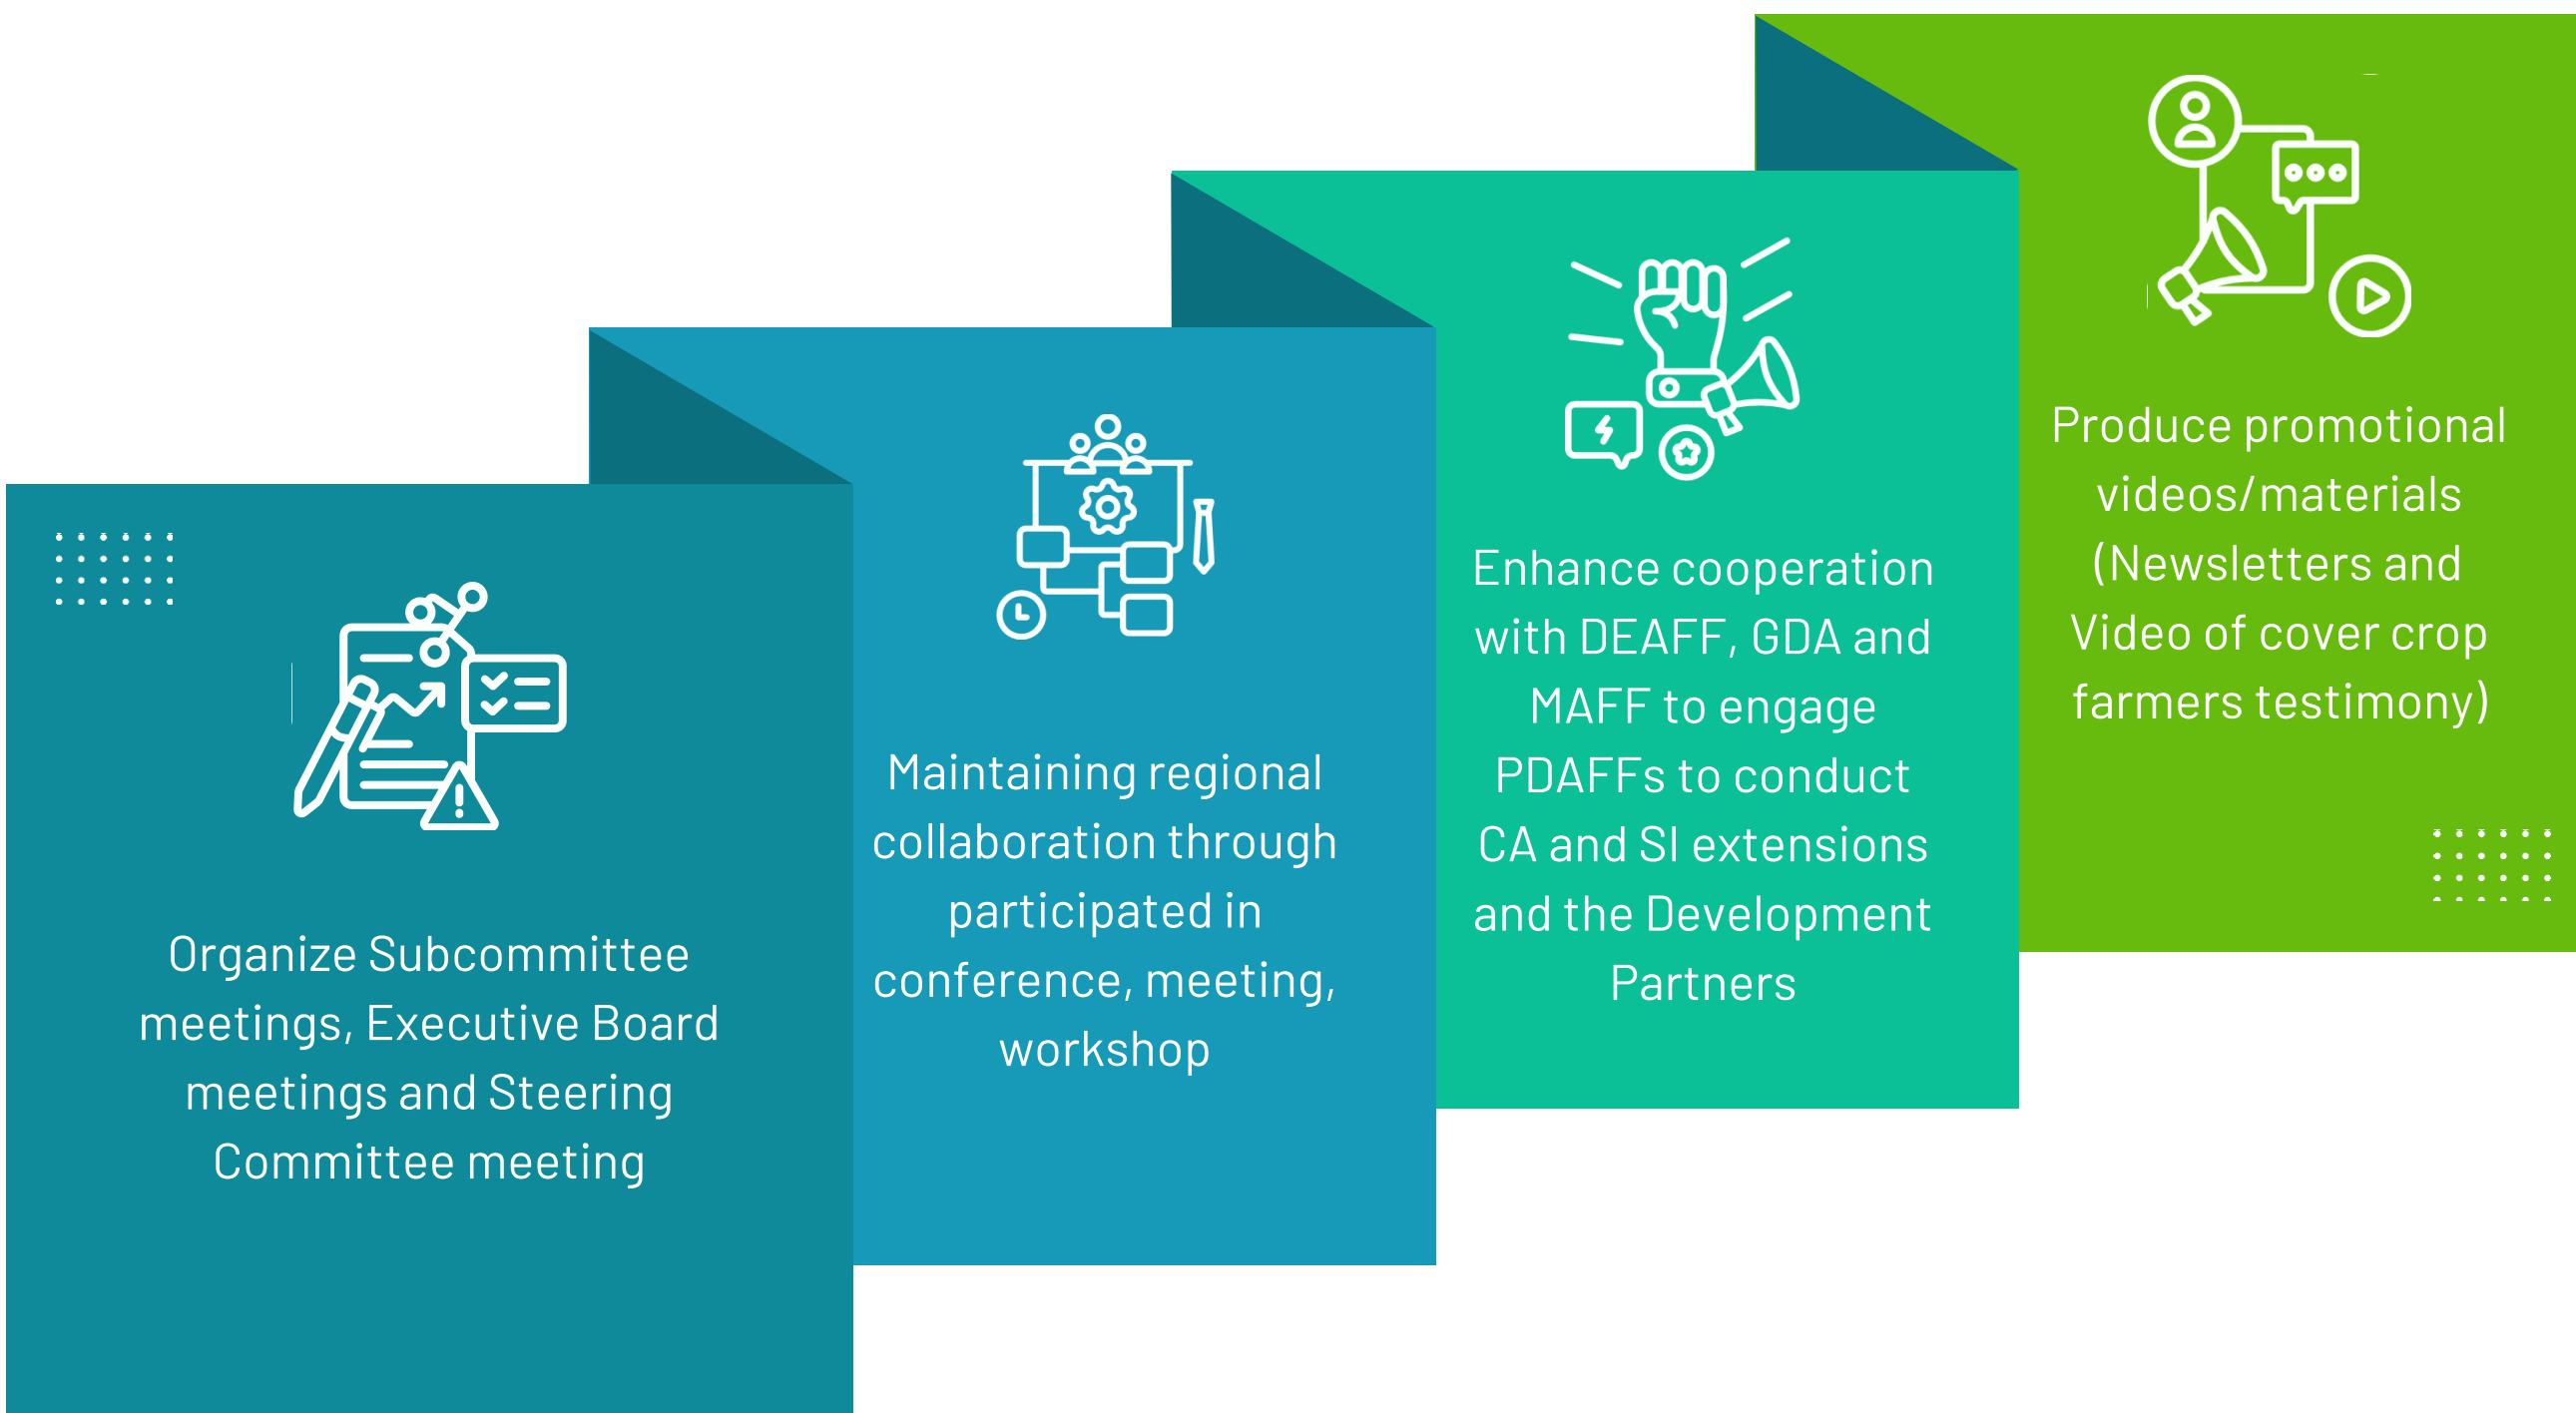 Organize Subcommittee
meetings, Executive Board
meetings and Steering
Committee meeting
Maintaining regional
collaboration through
participated in
conference, meeting,
workshop
Enhance cooperation
with DEAFF, GDA and
MAFF to engage
PDAFFs to conduct
CA and SI extensions
and the Development
Partners
Produce promotional
videos/materials
(Newsletters and
Video of cover crop
farmers testimony)